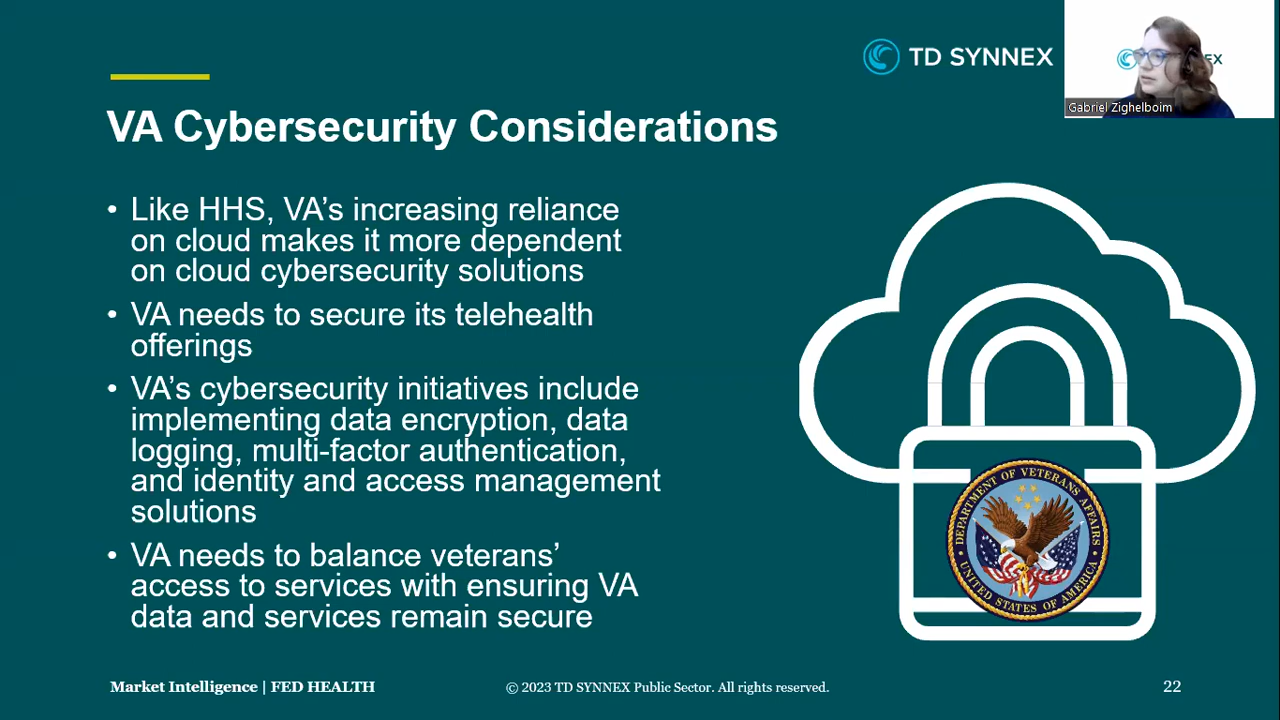 TD SYNNEX
EX
Gabriel Zighelboim
VA Cybersecurity Considerations
• Like HHS, VA’s increasing reliance
on cloud makes it more dependent
on cloud cybersecurity solutions
• VA needs to secure its telehealth
offerings
• VA’s cybersecurity initiatives include
implementing data encryption, data
logging, multi-factor authentication,
and identity and access management
solutions
• VA needs to balance veterans’
access to services with ensuring VA
data and services remain secure
DEPARTMENT OF VETERANS AFFAIRS
UNITED STATES OF AMERICA
Market Intelligence | FED HEALTH
© 2023 TD SYNNEX Public Sector. All rights reserved.
22